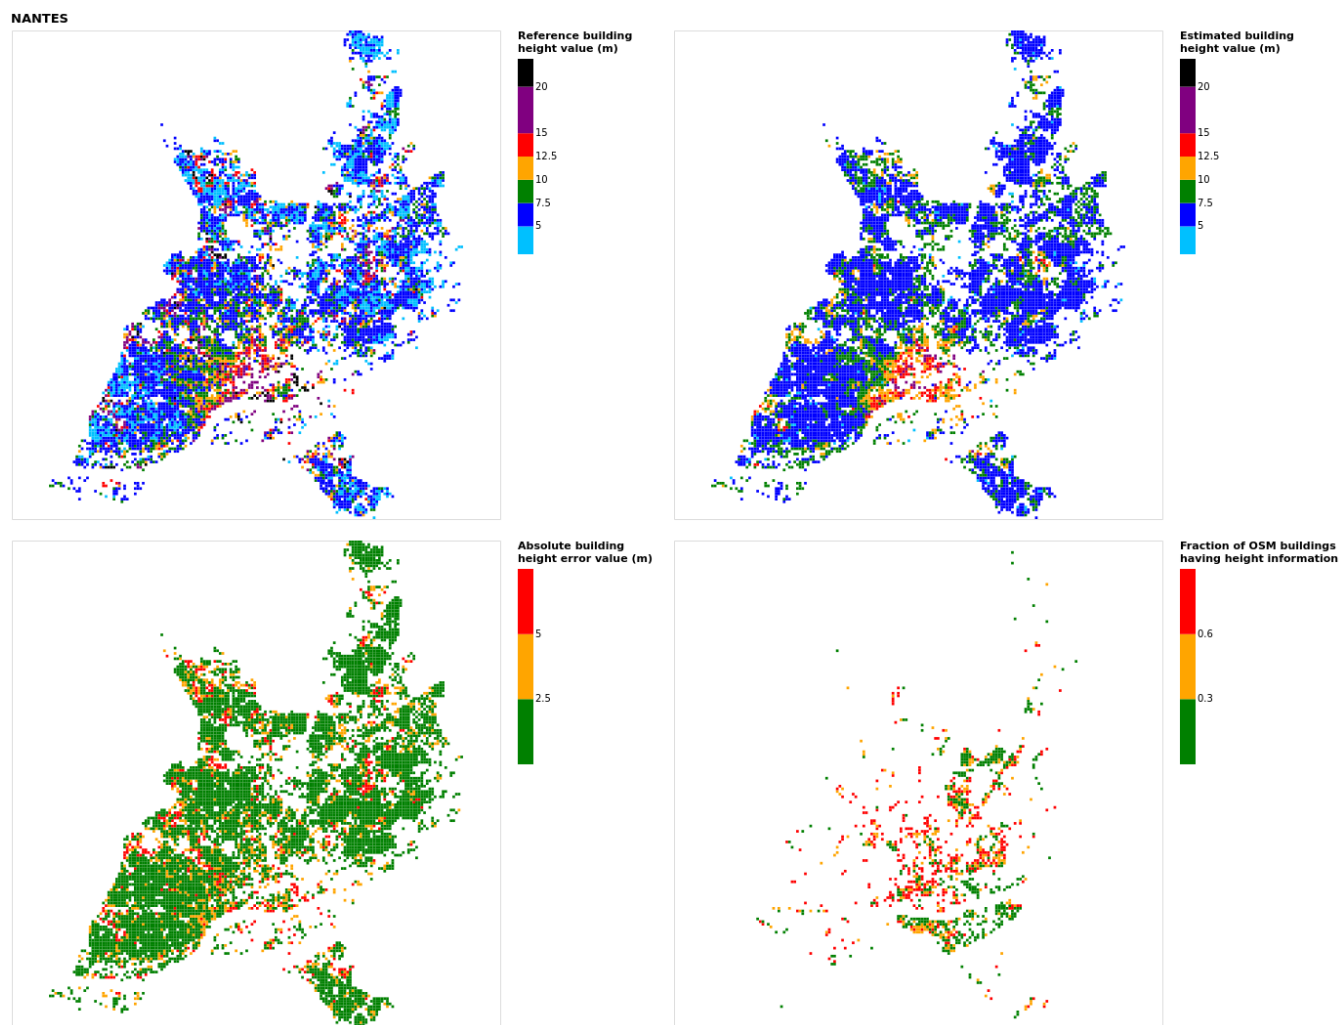 NANTES
Reference building
height value (m)
20
15
12.5
10
7.5
5
Estimated building
height value (m)
20
15
12.5
10
7.5
5
Absolute building
height error value (m)
5
2.5
Fraction of OSM buildings
having height information
0.6
0.3